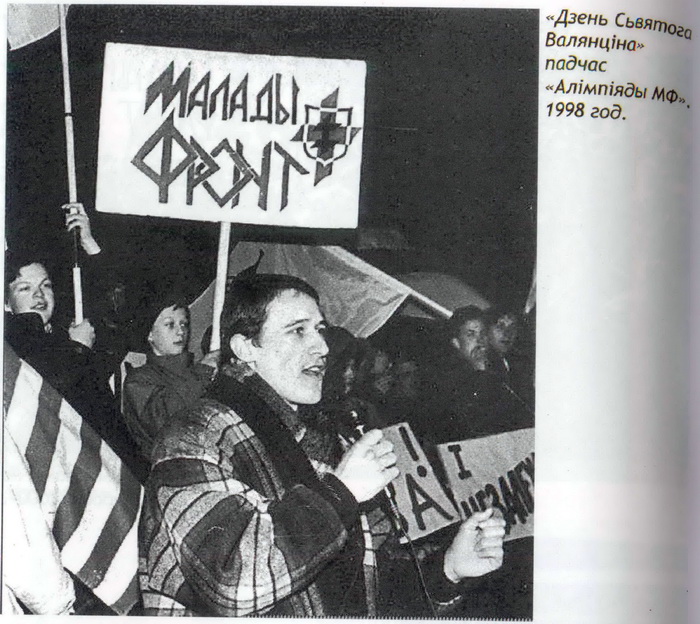 «Дзень Сьвятога
Валянціна»
падчас
«Алімпіяды МФ».
1998 год.
МАЛАДЫ
ФРОНТ
!
А!
І